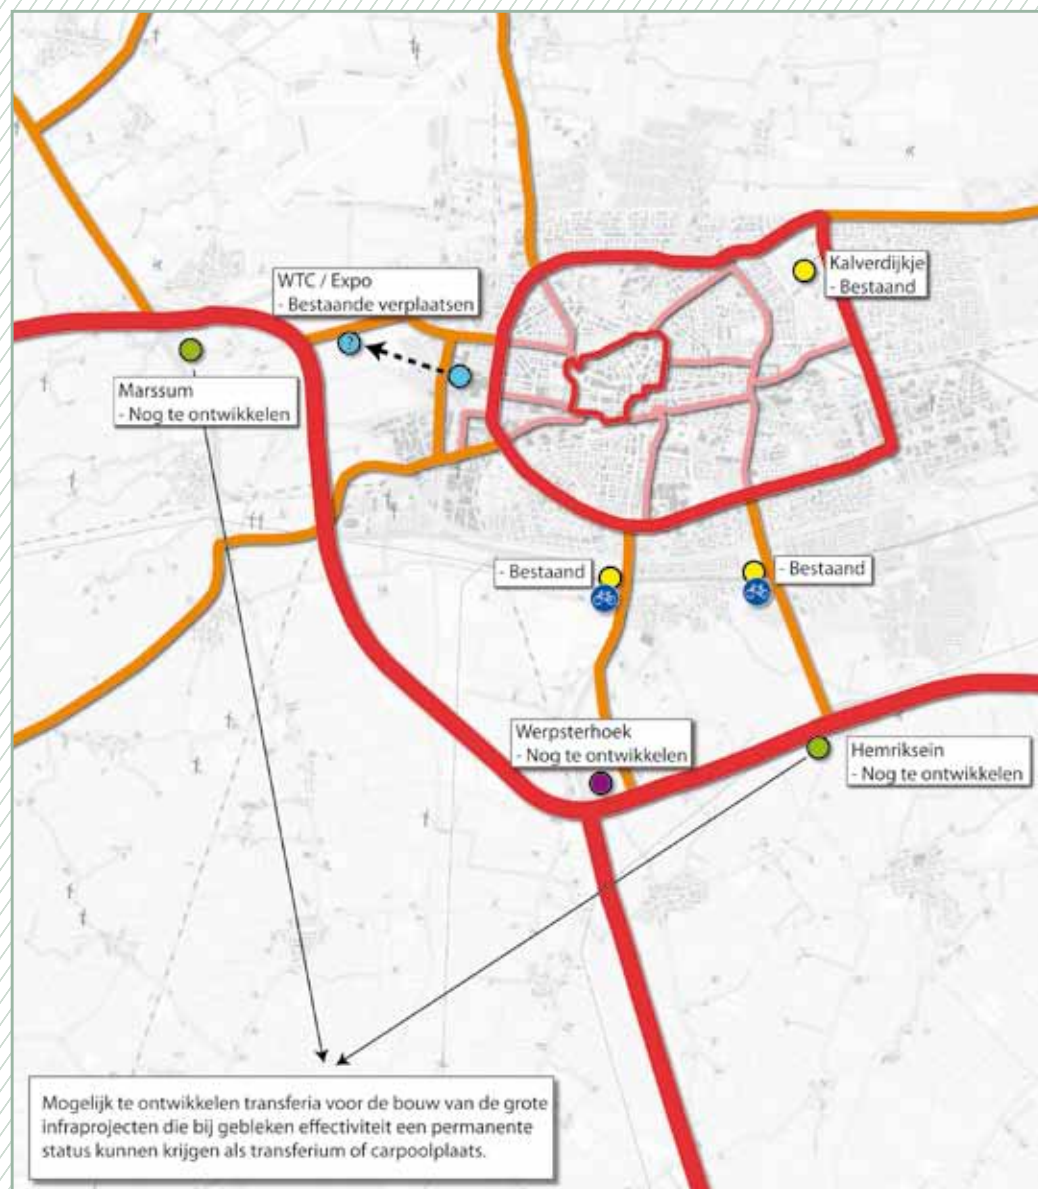 WTC / Expo
- Bestaande verplaatsen
?
Kalverdijkje
- Bestaand
Marssum
- Nog te ontwikkelen
- Bestaand
- Bestaand
Werpsterhoek
- Nog te ontwikkelen
Hemriksein
- Nog te ontwikkelen
Mogelijk te ontwikkelen transferia voor de bouw van de grote
infraprojecten die bij gebleken effectiviteit een permanente
status kunnen krijgen als transferium of carpoolplaats.